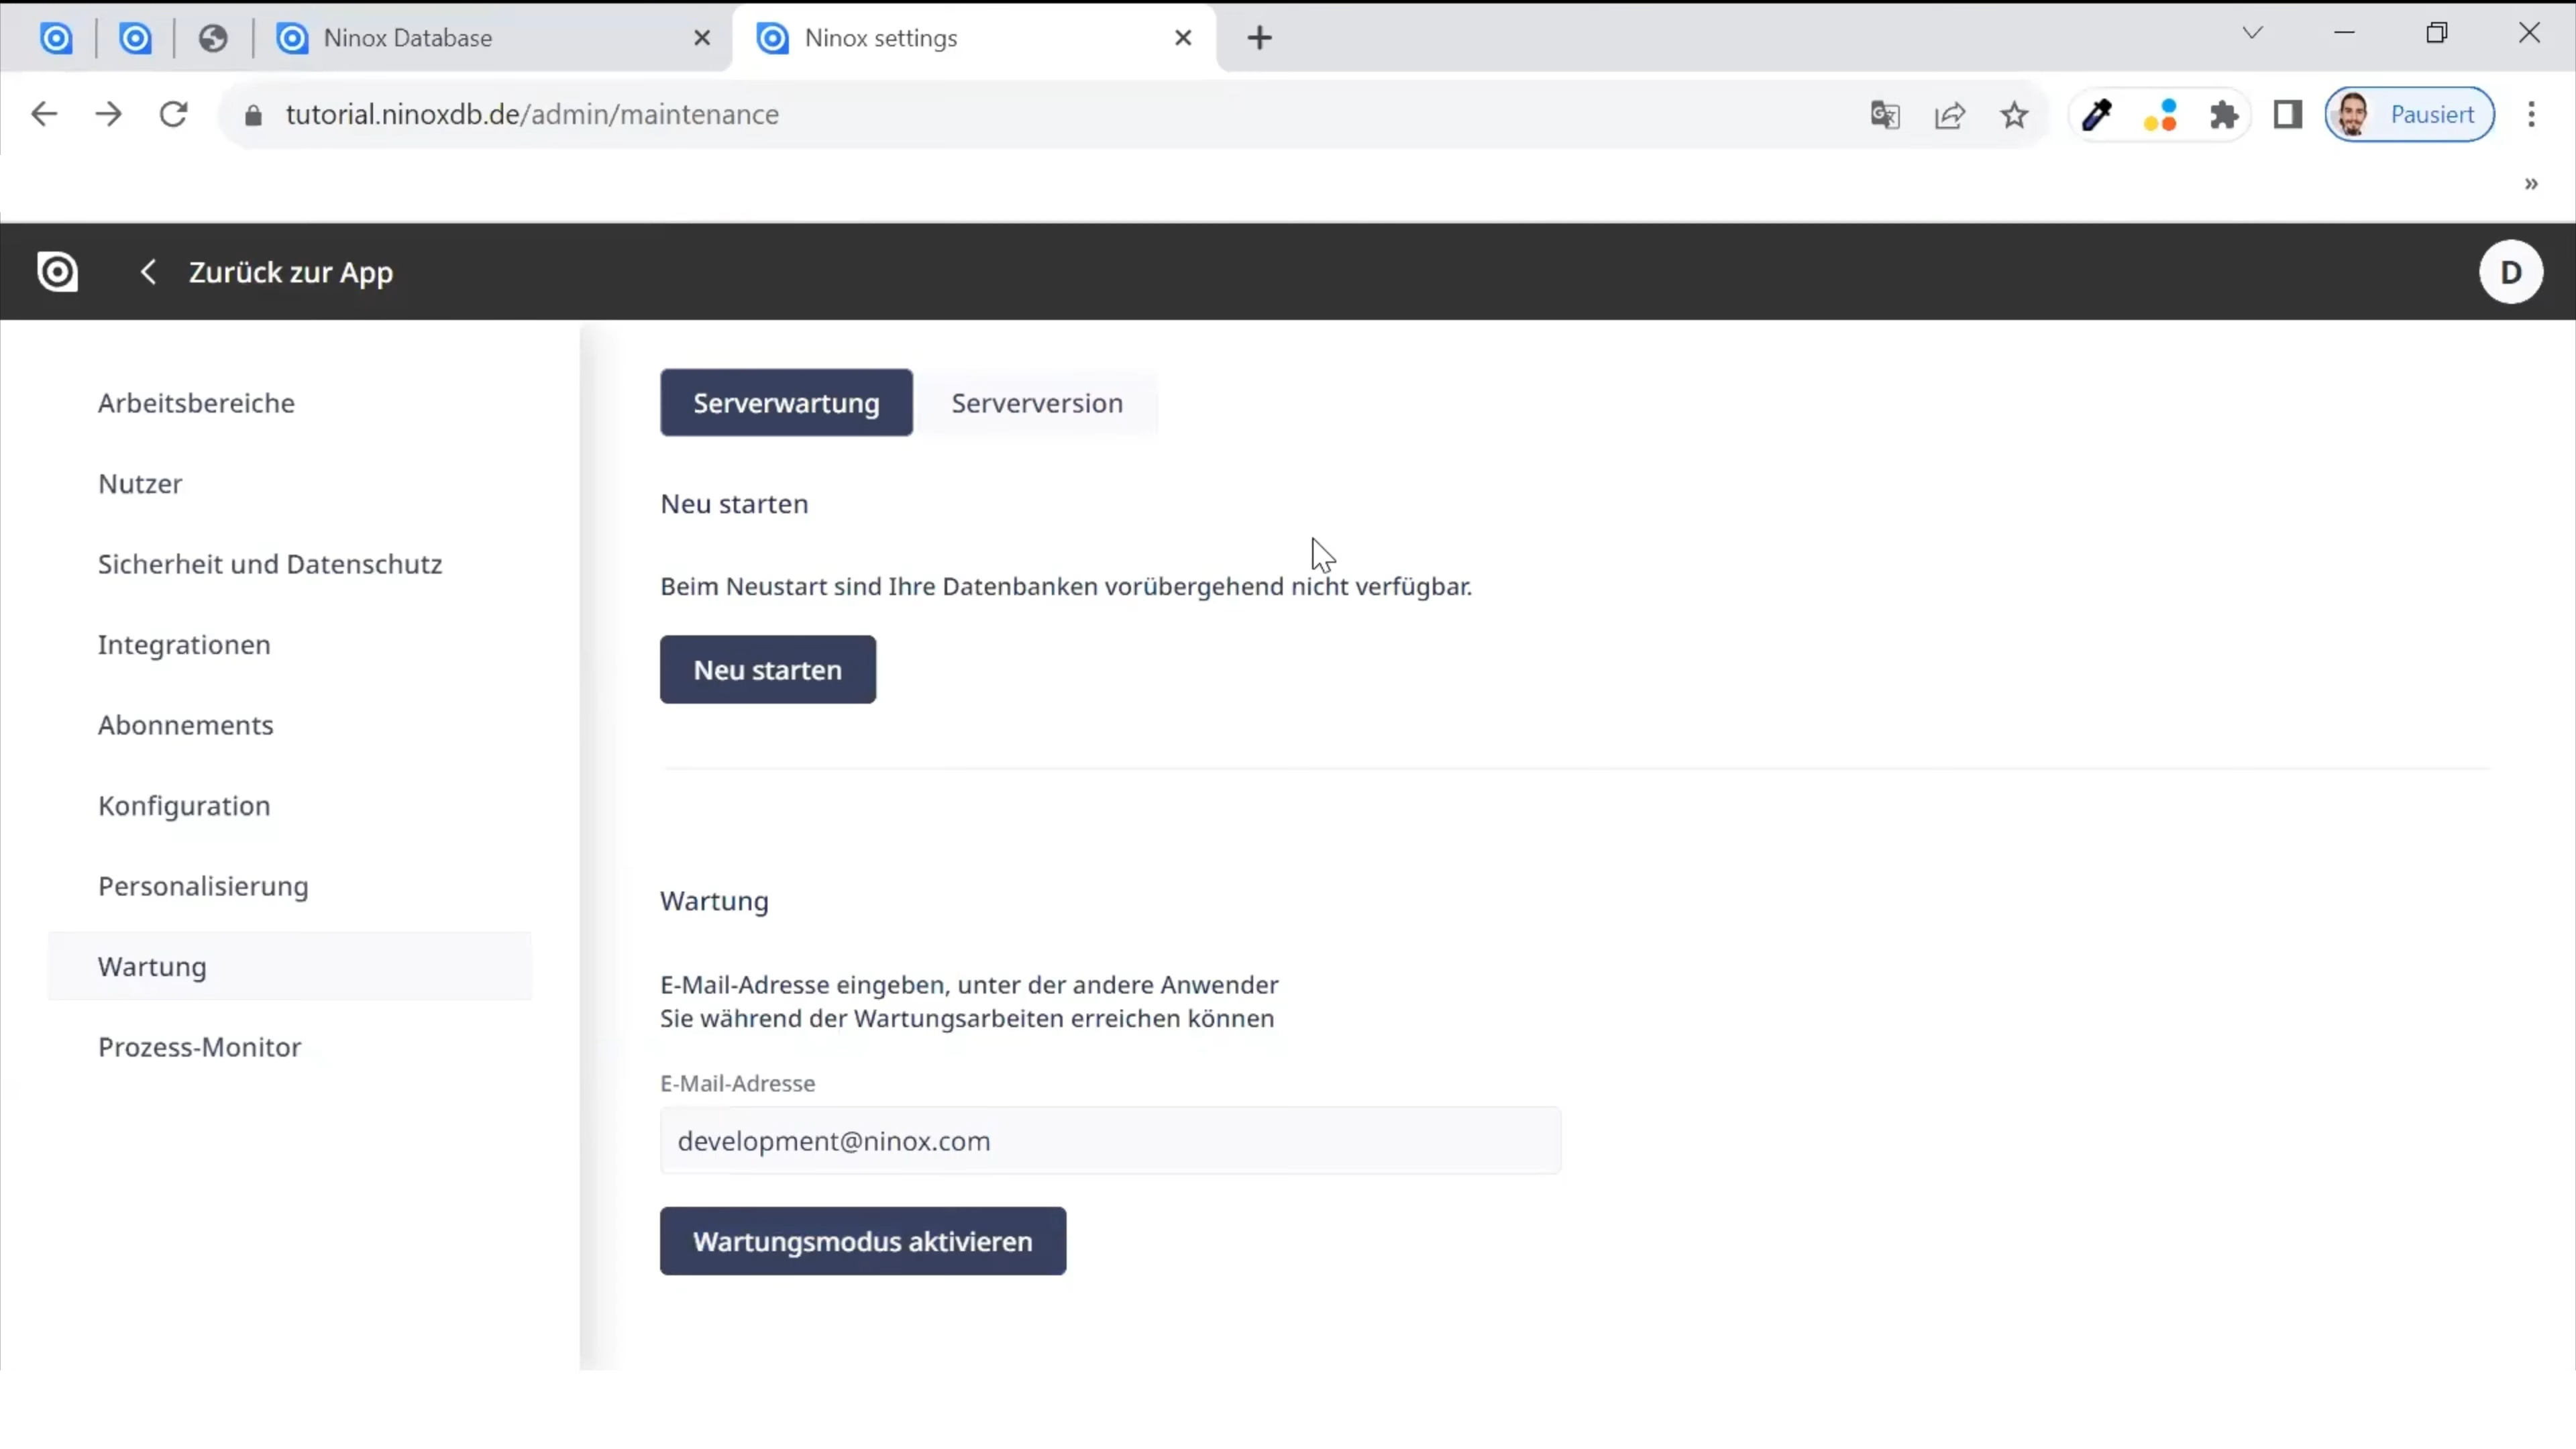 Ninox Database
Ninox settings
tutorial.ninoxdb.de/admin/maintenance
Pausiert
»
Zurück zur App
D
Arbeitsbereiche
Nutzer
Sicherheit und Datenschutz
Integrationen
Abonnements
Konfiguration
Personalisierung
Wartung
Prozess-Monitor
Serverwartung
Serverversion
Neu starten
Beim Neustart sind Ihre Datenbanken vorübergehend nicht verfügbar.
Neu starten
Wartung
E-Mail-Adresse eingeben, unter der andere Anwender
Sie während der Wartungsarbeiten erreichen können
E-Mail-Adresse
development@ninox.com
Wartungsmodus aktivieren